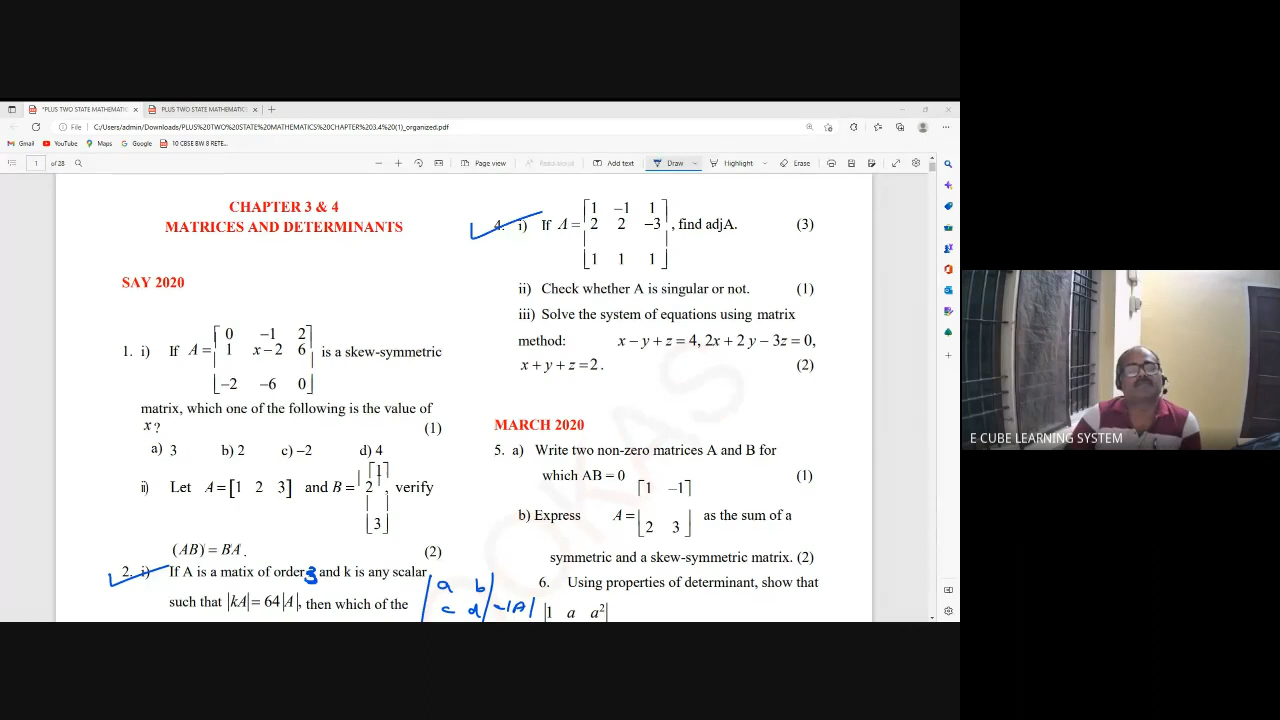 *PLUS TWO STATE MATHEMATIC
PLUS TWO STATE MATHEMATIC
File
C:/Users/admin/Downloads/PLUS%20TWO%20STATE%20MATHEMATICS%20CHAPTER%203.4%20(1)_organized.pdf
Gmail YouTube Maps Google 10 CBSE BW 8 RETE...
1 of 28
Page view
Read aloud
Add text
Draw
Highlight
Erase
CHAPTER 3 & 4
MATRICES AND DETERMINANTS
SAY 2020
0 −1 2
1. i) If A = 1 x − 2 6 is a skew-symmetric
−2 −6 0
matrix, which one of the following is the value of
x? (1)
a) 3 b) 2 c) −2 d) 4
1
ii) Let A = [1 2 3] and B = 2 , verify
3
(AB)′ = B′A′. (2)
2. i) If A is a matix of order 3 and k is any scalar
such that |kA| = 64|A|, then which of the
a b
c d = |A|
1 −1 1
4. i) If A = 2 2 −3 , find adjA. (3)
1 1 1
ii) Check whether A is singular or not. (1)
iii) Solve the system of equations using matrix
method: x − y + z = 4, 2x + 2y − 3z = 0,
x + y + z = 2. (2)
MARCH 2020
5. a) Write two non-zero matrices A and B for
which AB = 0 (1)
1 −1
b) Express A = as the sum of a
2 3
symmetric and a skew-symmetric matrix. (2)
6. Using properties of determinant, show that
|1 a a²|
E CUBE LEARNING SYSTEM